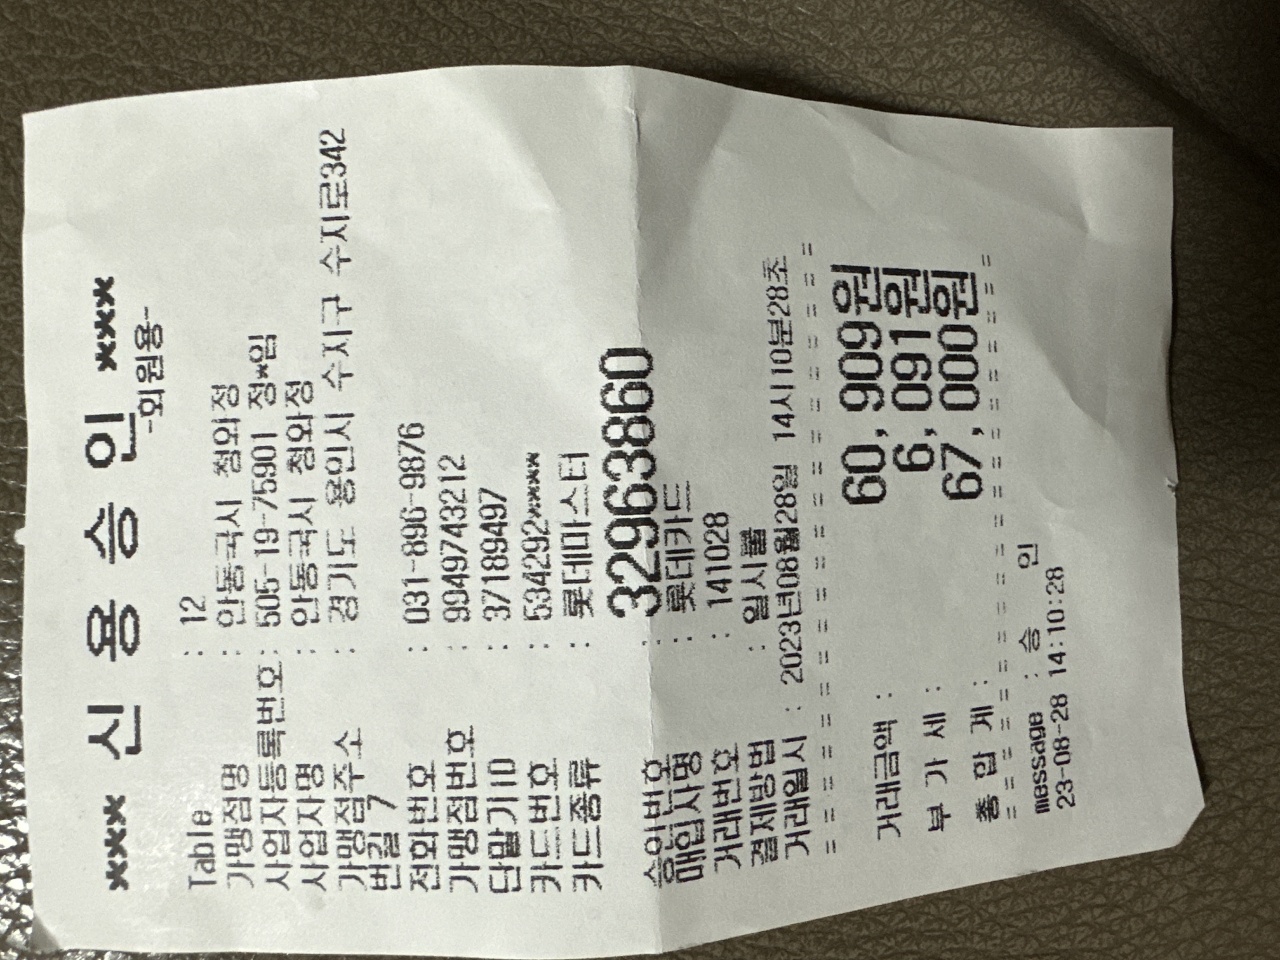 *** 신 용 승 인 ***
-회원용-
Table : 12
가맹점명 : 안동국시 청와정
사업자등록번호: 505-19-75901 정*임
사업자명 : 안동국시 청와정
가맹점주소 : 경기도 용인시 수지구 수지로342
번길 7
전화번호 : 031-896-9876
가맹점번호 : 9949743212
단말기ID : 37189497
카드번호 : 534292*****
카드종류 : 롯데마스터
승인번호 : 32963860
매입사명 : 롯데카드
거래번호 : 141028
결제방법 : 일시불
거래일시 : 2023년08월28일 14시10분28초
= = = = = = = = = = = = = = = = = = =
거래금액 : 60,909원
부 가 세 : 6,091원
총 합 계 : 67,000원
= = = = = = = = = = = = = = = = = = =
message : 승 인
23-08-28 14:10:28